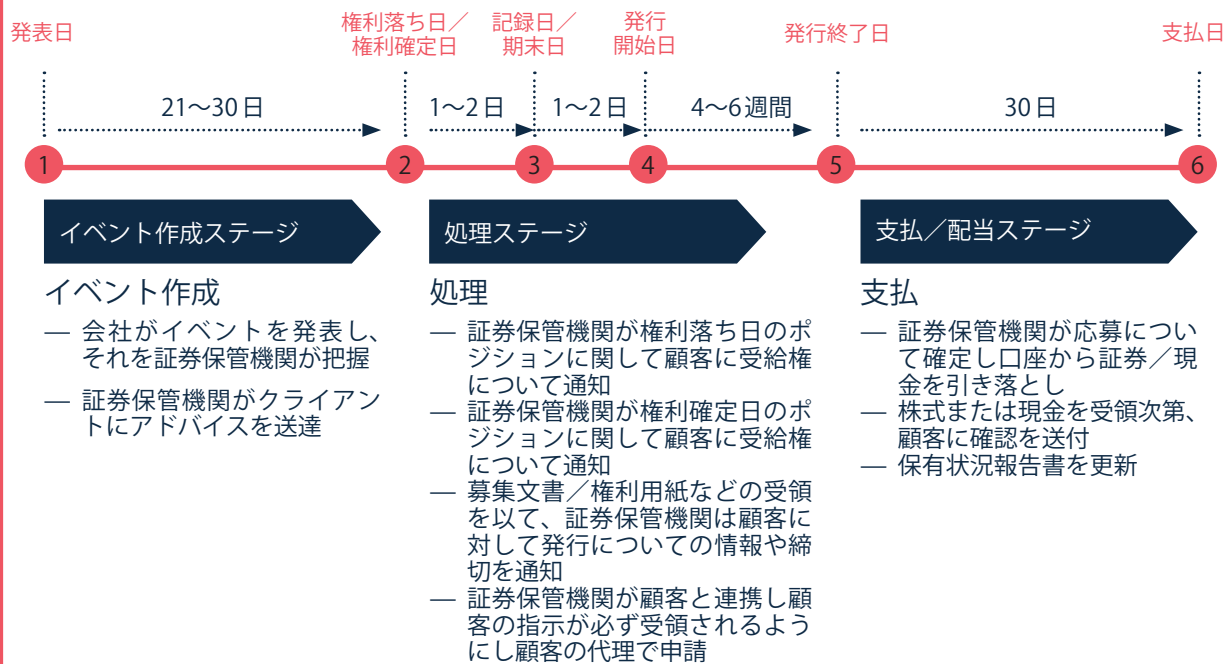 発表日
権利落ち日／
権利確定日
記録日／
期末日
発行
開始日
発行終了日
支払日
21〜30日
1〜2日
1〜2日
4〜6週間
30日
1
2
3
4
5
6
イベント作成ステージ
処理ステージ
支払／配当ステージ
イベント作成
— 会社がイベントを発表し、
それを証券保管機関が把握
— 証券保管機関がクライアン
トにアドバイスを送達
処理
— 証券保管機関が権利落ち日のポ
ジションに関して顧客に受給権
について通知
— 証券保管機関が権利確定日のポ
ジションに関して顧客に受給権
について通知
— 募集文書／権利用紙などの受領
を以て、証券保管機関は顧客に
対して発行についての情報や締
切を通知
— 証券保管機関が顧客と連携し顧
客の指示が必ず受領されるよう
にし顧客の代理で申請
支払
— 証券保管機関が応募につい
て確定し口座から証券／現
金を引き落とし
— 株式または現金を受領次第、
顧客に確認を送付
— 保有状況報告書を更新